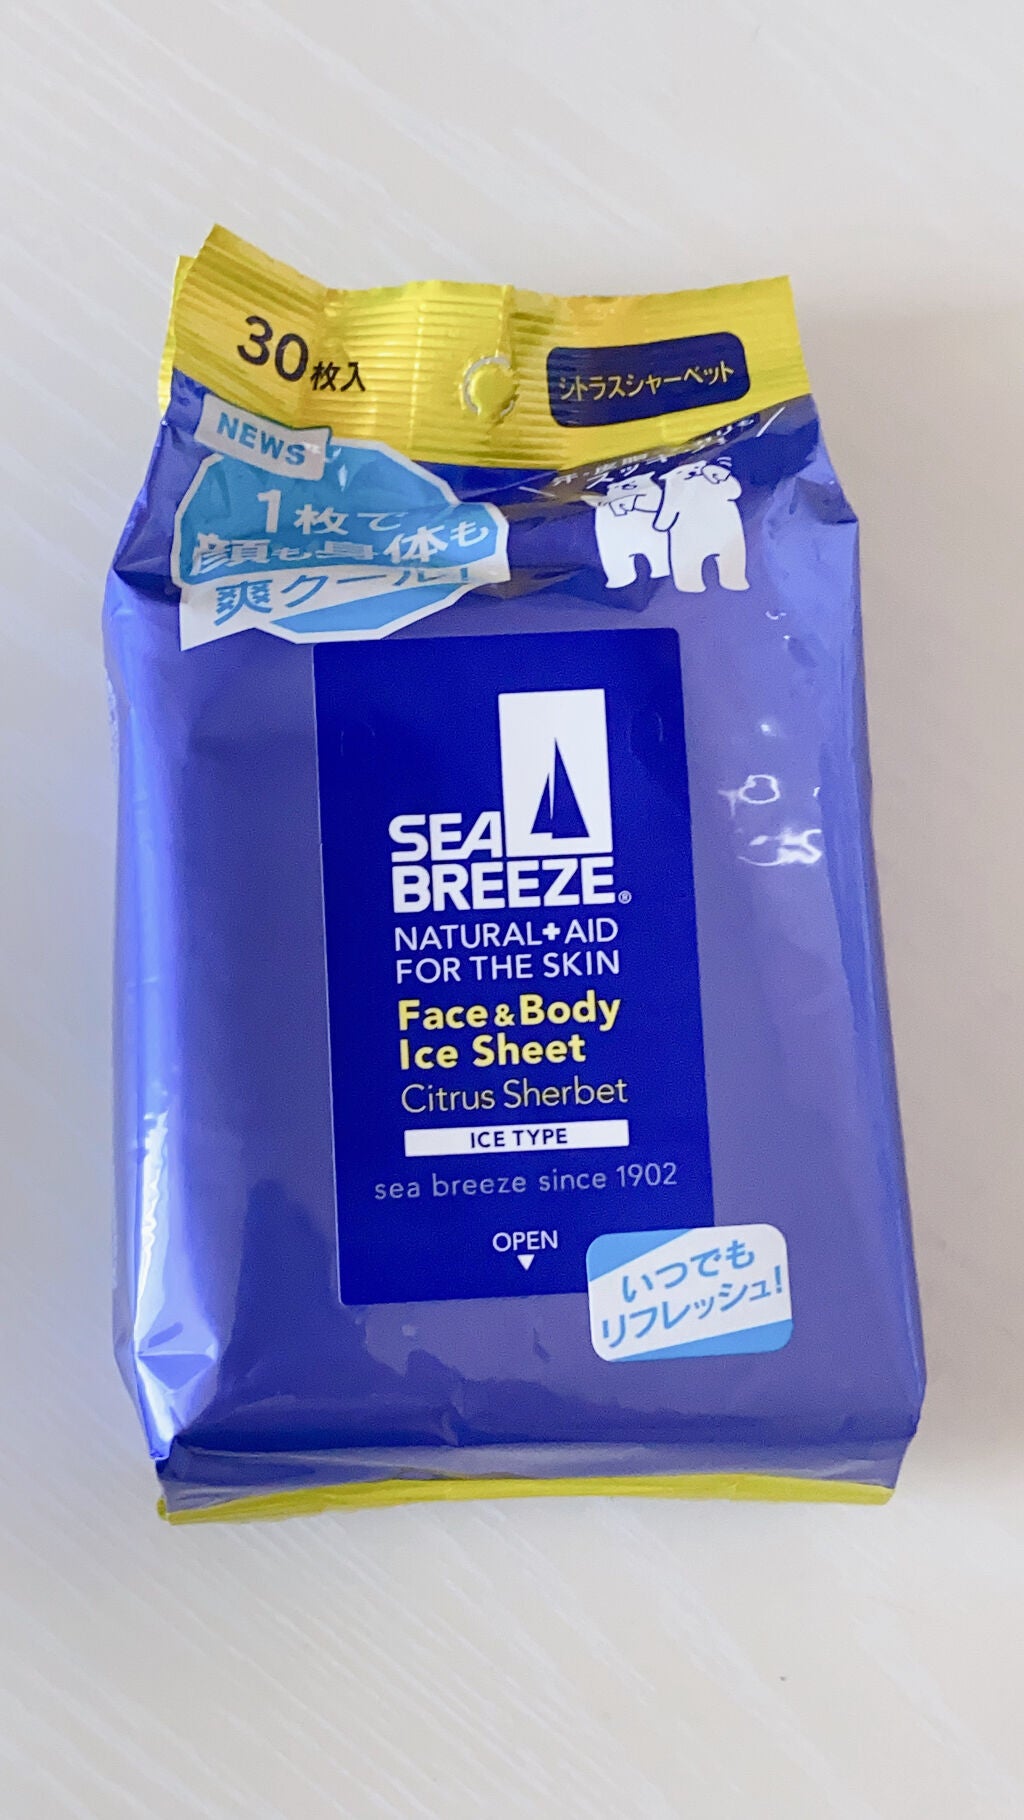 30枚入
シトラスシャーベット
NEWS
1枚で
顔も身体も
爽クール!
SEA
BREEZE®
NATURAL+AID
FOR THE SKIN
Face & Body
Ice Sheet
Citrus Sherbet
ICE TYPE
sea breeze since 1902
OPEN
いつでも
リフレッシュ!